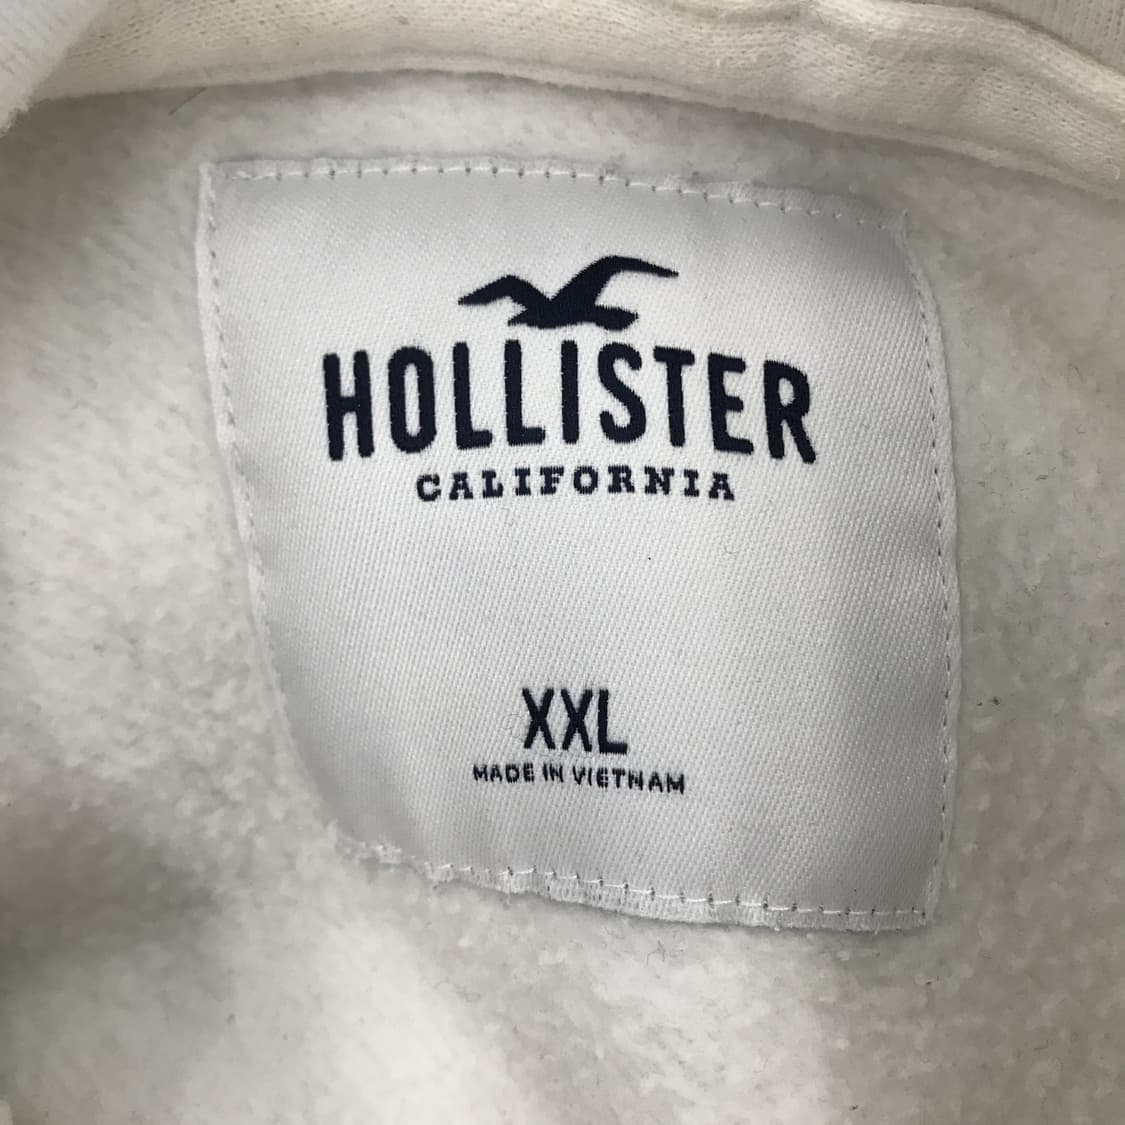 HOLLISTER
CALIFORNIA
XXL
MADE IN VIETNAM